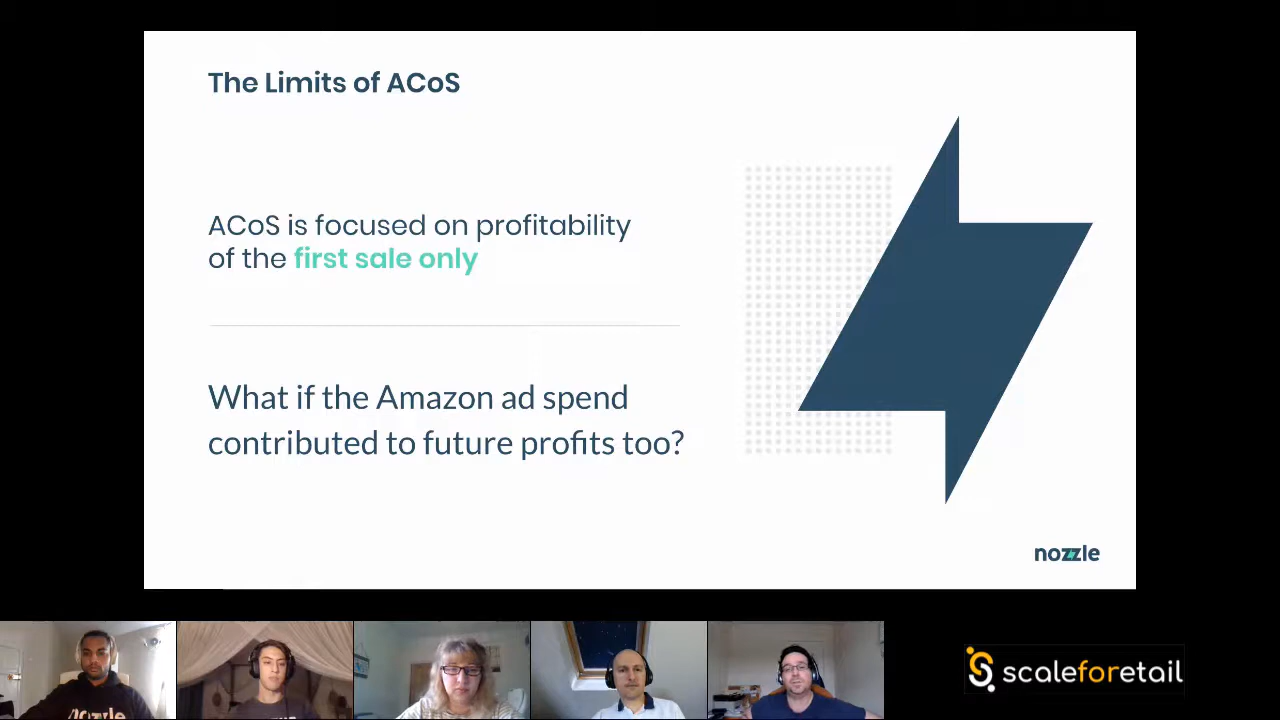 The Limits of ACoS
ACoS is focused on profitability
of the first sale only
What if the Amazon ad spend
contributed to future profits too?
nozzle
nozzle
scaleforetail